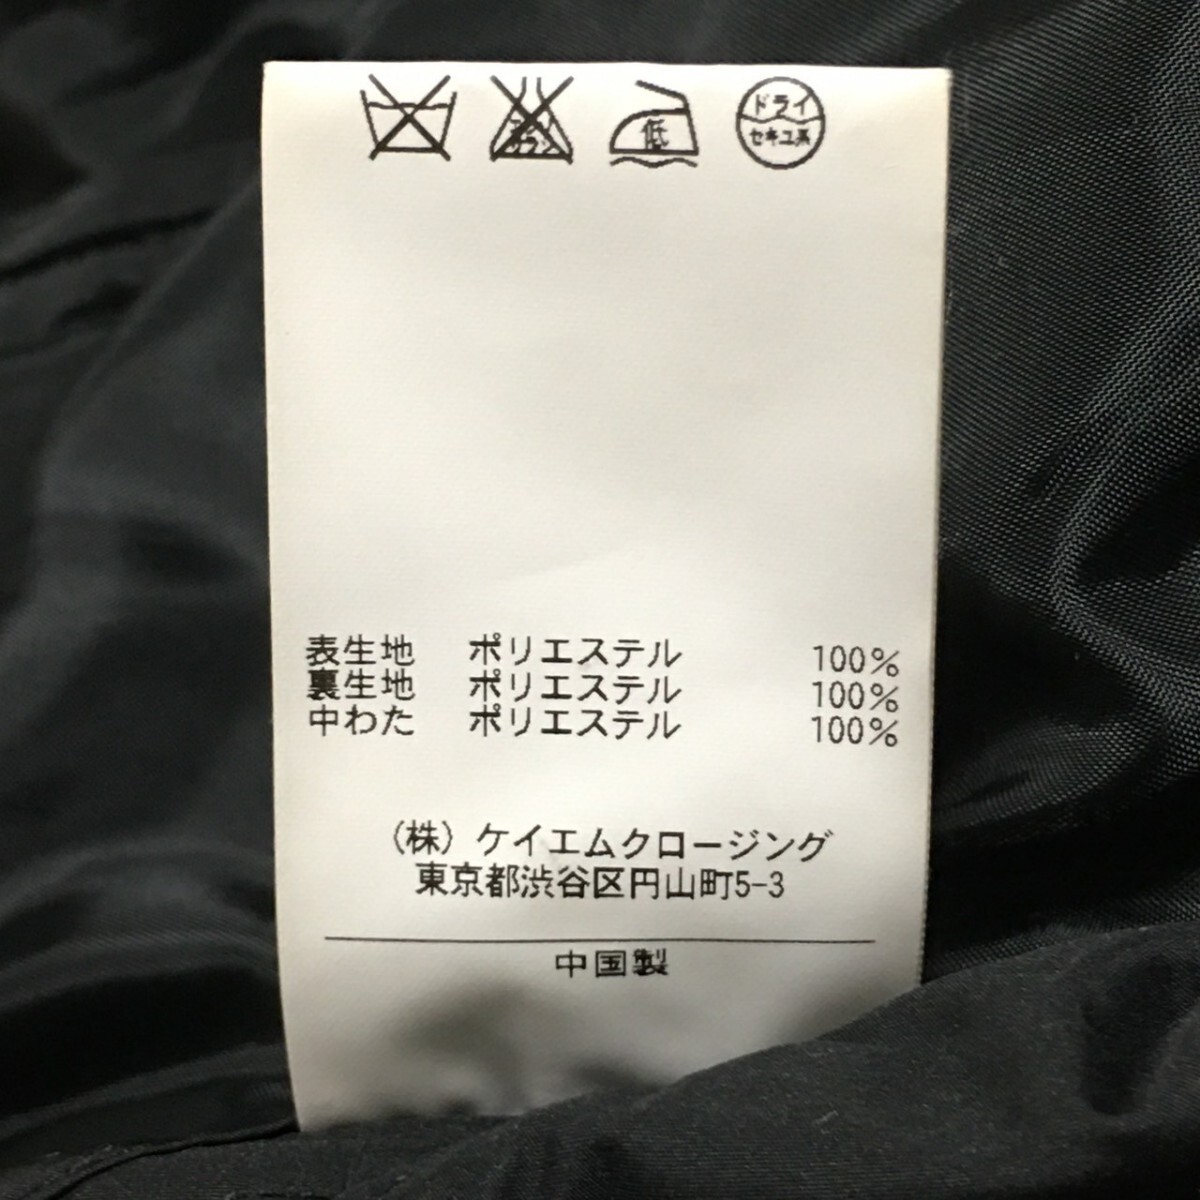 低
ドライ
セキユ系
表生地 ポリエステル 100%
裏生地 ポリエステル 100%
中わた ポリエステル 100%
(株) ケイエムクロージング
東京都渋谷区円山町5-3
中国製